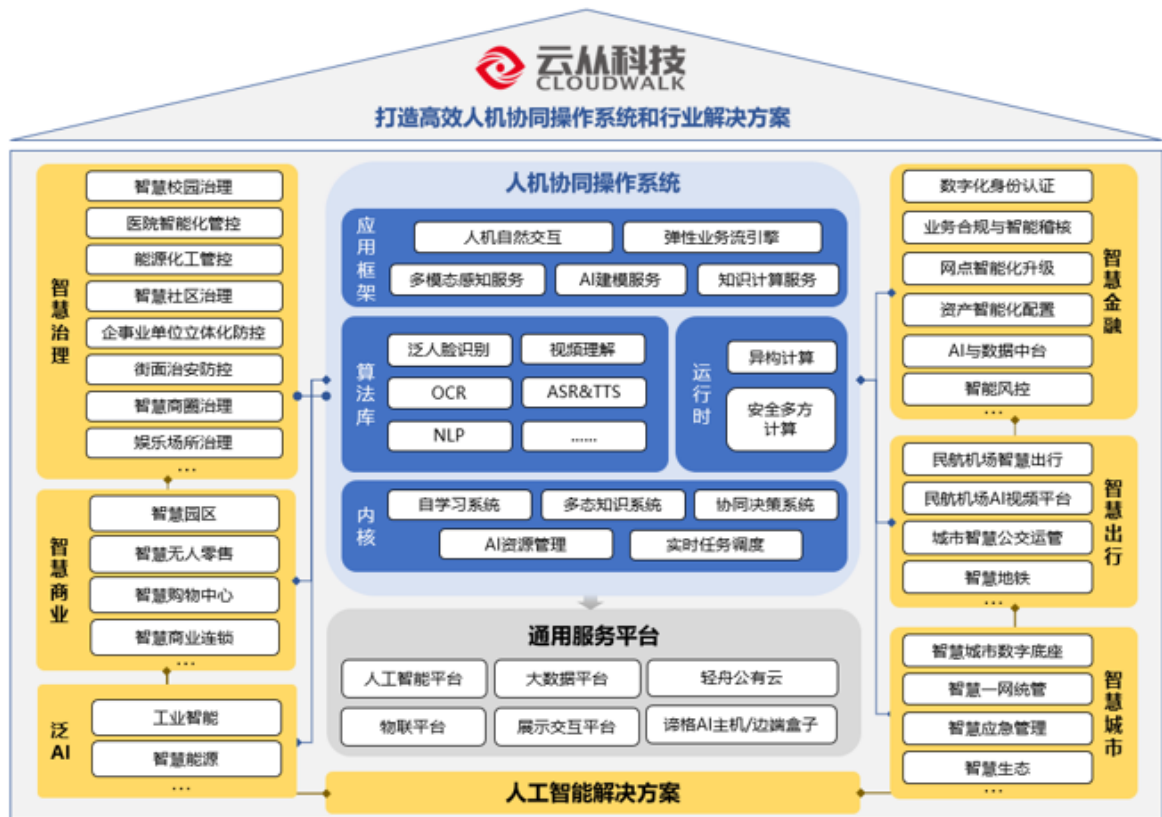 云从科技
CLOUDWALK
打造高效人机协同操作系统和行业解决方案
智慧治理
智慧校园治理
医院智能化管控
能源化工管控
智慧社区治理
企事业单位立体化防控
街面治安防控
智慧商圈治理
娱乐场所治理
...
智慧商业
智慧园区
智慧无人零售
智慧购物中心
智慧商业连锁
...
泛AI
工业智能
智慧能源
...
人机协同操作系统
应用框架
人机自然交互
弹性业务流引擎
多模态感知服务
AI建模服务
知识计算服务
算法库
泛人脸识别
视频理解
OCR
ASR&TTS
NLP
.......
运行时
异构计算
安全多方
计算
内核
自学习系统
多态知识系统
协同决策系统
AI资源管理
实时任务调度
通用服务平台
人工智能平台
大数据平台
轻舟公有云
物联平台
展示交互平台
谛格AI主机/边端盒子
人工智能解决方案
智慧金融
数字化身份认证
业务合规与智能稽核
网点智能化升级
资产智能化配置
AI与数据中台
智能风控
...
智慧出行
民航机场智慧出行
民航机场AI视频平台
城市智慧公交运管
智慧地铁
...
智慧城市
智慧城市数字底座
智慧一网统管
智慧应急管理
智慧生态
...